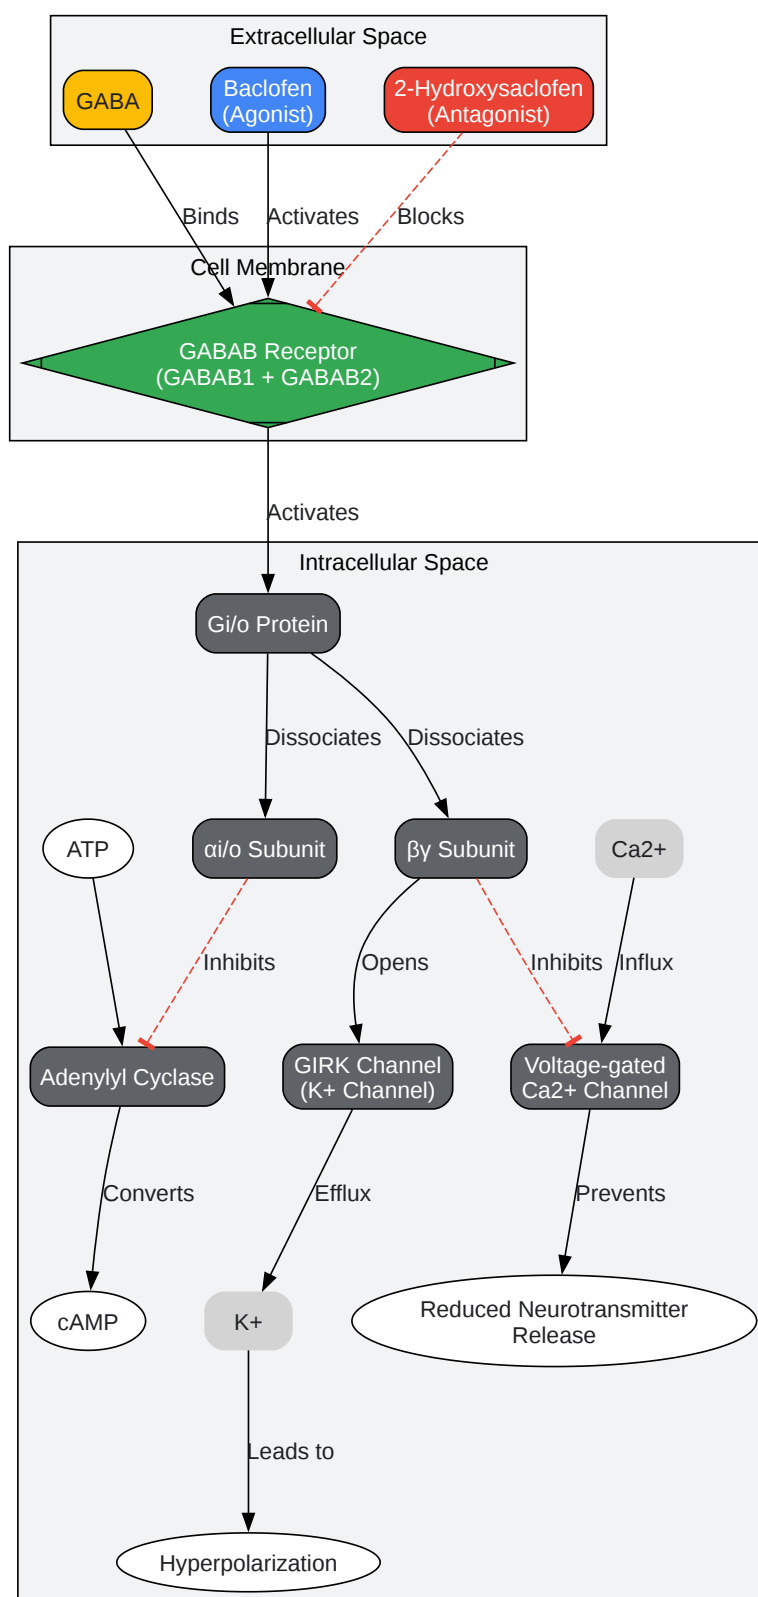 Extracellular Space
GABA
Baclofen
(Agonist)
2-Hydroxysaclofen
(Antagonist)
Binds
Activates
Blocks
Cell Membrane
GABAB Receptor
(GABAB1 + GABAB2)
Activates
Intracellular Space
Gi/o Protein
Dissociates
Dissociates
ATP
αi/o Subunit
βγ Subunit
Ca2+
Inhibits
Opens
Inhibits
Influx
Adenylyl Cyclase
GIRK Channel
(K+ Channel)
Voltage-gated
Ca2+ Channel
Converts
Efflux
Prevents
cAMP
K+
Reduced Neurotransmitter
Release
Leads to
Hyperpolarization